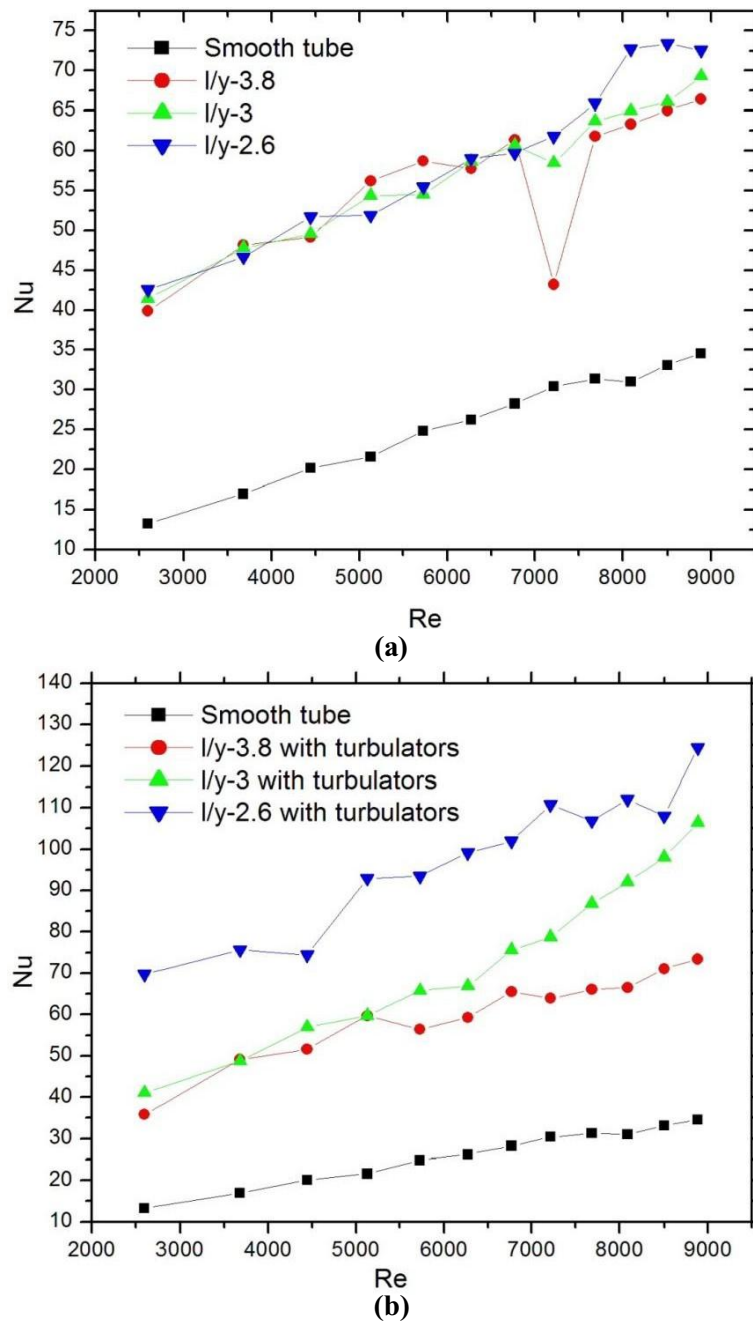 75
70
65
60
55
50
45
40
35
30
25
20
15
10
Nu
Smooth tube
l/y-3.8
l/y-3
l/y-2.6
2000 3000 4000 5000 6000 7000 8000 9000
Re
(a)
140
130
120
110
100
90
80
70
60
50
40
30
20
10
Nu
Smooth tube
l/y-3.8 with turbulators
l/y-3 with turbulators
l/y-2.6 with turbulators
2000 3000 4000 5000 6000 7000 8000 9000
Re
(b)